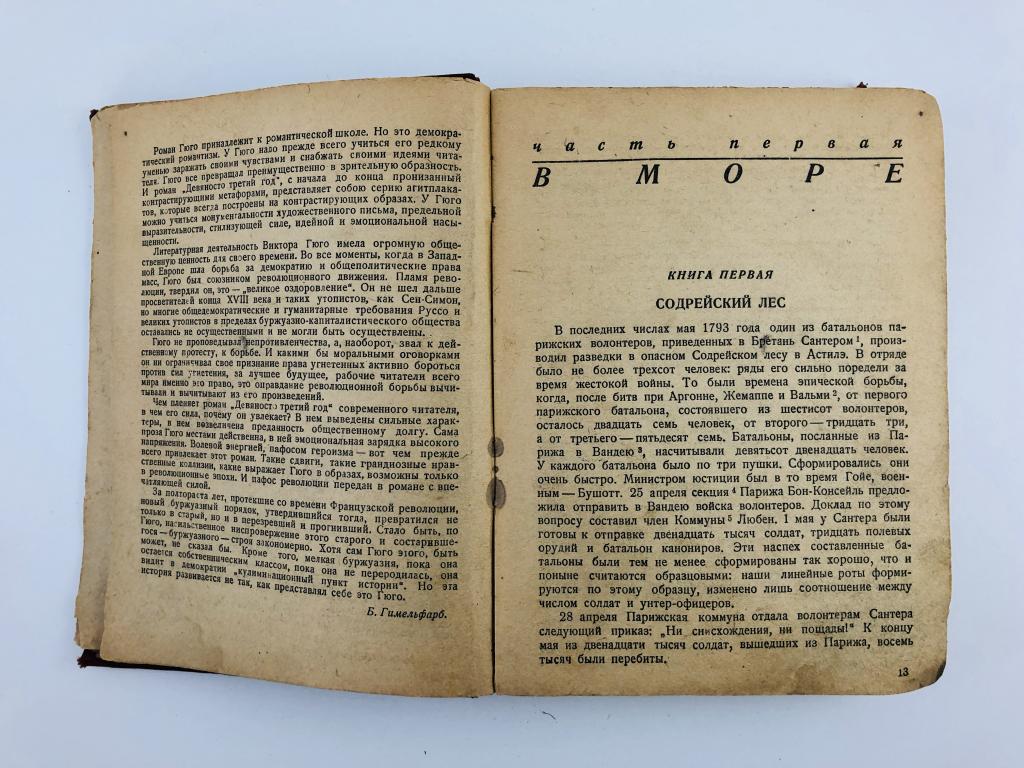 Роман Гюго принадлежит к романтической школе. Но это демокра-
тический романтизм. У Гюго надо прежде всего учиться его редкому
уменью заражать своими чувствами и снабжать своими идеями чита-
теля. Гюго все превращал преимущественно в зрительную образность.
И роман „Девяносто третий год“, с начала до конца пронизанный
контрастирующими метафорами, представляет собою серию агитплака-
тов, которые всегда построены на контрастирующих образах. У Гюго
можно учиться монументальности художественного письма, предельной
выразительности, стилизующей силе, идейной и эмоциональной насы-
щенности.
Литературная деятельность Виктора Гюго имела огромную обще-
ственную ценность для своего времени. Во все моменты, когда в Запад-
ной Европе шла борьба за демократию и общеполитические права
масс, Гюго был союзником революционного движения. Пламя рево-
люции, твердил он, это — „великое оздоровление“. Он не шел дальше
просветителей конца XVIII века и таких утопистов, как Сен-Симон,
но многие общедемократические и гуманитарные требования Руссо и
великих утопистов в пределах буржуазно-капиталистического общества
оставались не осуществленными и не могли быть осуществлены.
Гюго не проповедывал непротивленчества, а, наоборот, звал к дей-
ственному протесту, к борьбе. И какими бы моральными оговорками
он ни ограничивал свое признание права угнетенных активно бороться
против сил угнетения, за лучшее будущее, рабочие читатели всего
мира именно это право, это оправдание революционной борьбы вычи-
тывали и вычитывают из его произведений.
Чем пленяет роман „Девяносто третий год“ современного читателя,
в чем его сила, почему он увлекает? В нем выведены сильные харак-
теры, в нем возвеличена преданность общественному долгу. Сама
проза Гюго местами действенна, в ней эмоциональная зарядка высокого
напряжения. Волевой энергией, пафосом героизма — вот чем прежде
всего привлекает этот роман. Такие сдвиги, такие грандиозные нрав-
ственные коллизии, какие выражает Гюго в образах, возможны только
в революционные эпохи. И пафос революции передан в романе с впе-
чатляющей силой.
За полтораста лет, протекшие со времени Французской революции,
новый буржуазный порядок, утвердившийся тогда, превратился не
только в старый, но и в перезревший и прогнивший. Стало быть, по
Гюго, насильственное ниспровержение этого старого и состаривше-
гося — буржуазного — строя закономерно. Хотя сам Гюго этого, быть
может, не сказал бы. Кроме того, мелкая буржуазия, пока она
остается собственническим классом, пока она не переродилась, она
видит в демократии „кулиминационный пункт истории“. Но эта
история развивается не так, как представлял себе это Гюго.
Б. Гимельфарб.
часть первая
В МОРЕ
КНИГА ПЕРВАЯ
СОДРЕЙСКИЙ ЛЕС
В последних числах мая 1793 года один из батальонов па-
рижских волонтеров, приведенных в Бретань Сантером¹, произ-
водил разведки в опасном Содрейском лесу в Астилэ. В отряде
было не более трехсот человек: ряды его сильно поредели за
время жестокой войны. То были времена эпической борьбы,
когда, после битв при Аргонне, Жемаппе и Вальми², от первого
парижского батальона, состоявшего из шестисот волонтеров,
осталось двадцать семь человек, от второго — тридцать три,
а от третьего — пятьдесят семь. Батальоны, посланные из Па-
рижа в Вандею³, насчитывали девятьсот двенадцать человек.
У каждого батальона было по три пушки. Сформировались они
очень быстро. Министром юстиции был в то время Гойе, воен-
ным — Бушотт. 25 апреля секция⁴ Парижа Бон-Консейль предло-
жила отправить в Вандею войска волонтеров. Доклад по этому
вопросу составил член Коммуны⁵ Любен. 1 мая у Сантера были
готовы к отправке двенадцать тысяч солдат, тридцать полевых
орудий и батальон канониров. Эти наспех составленные ба-
тальоны были тем не менее сформированы так хорошо, что и
поныне считаются образцовыми: наши линейные роты форми-
руются по этому образцу, изменено лишь соотношение между
числом солдат и унтер-офицеров.
28 апреля Парижская коммуна отдала волонтерам Сантера
следующий приказ: „Ни снисхождения, ни пощады!“ К концу
мая из двенадцати тысяч солдат, вышедших из Парижа, восемь
тысяч были перебиты.
13